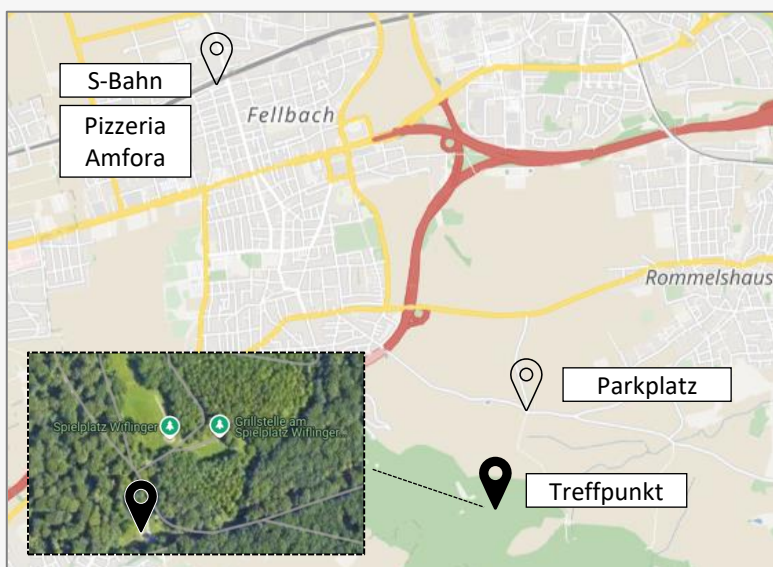 S-Bahn
Pizzeria
Amfora
Fellbach
Rommelshaus
Parkplatz
Spielplatz Wiflinger
Grillstelle am
Spielplatz Wiflinger...
Treffpunkt